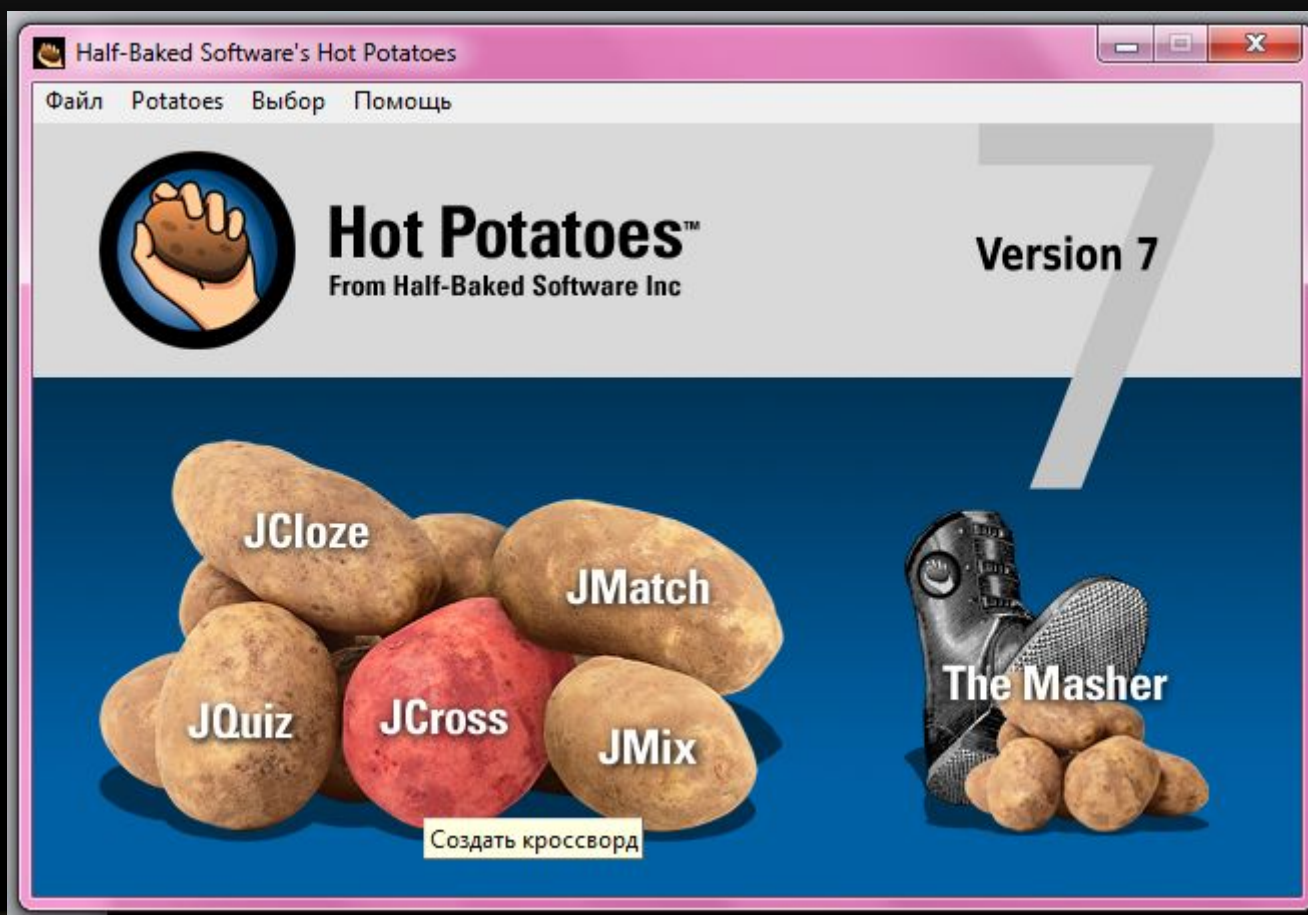 Half-Baked Software's Hot Potatoes
Файл Potatoes Выбор Помощь
Hot Potatoes™
From Half-Baked Software Inc
7
Version 7
JCloze
JMatch
JQuiz
JCross
JMix
The Masher
Создать кроссворд